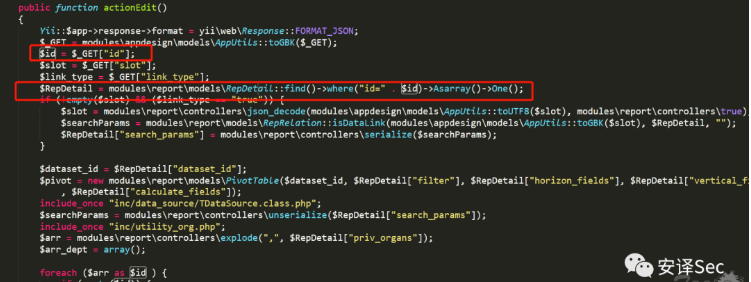 public function actionEdit()
{
    Yii::$app->response->format = yii\web\Response::FORMAT_JSON;
    $_GET = modules\appdesign\models\AppUtils::toGBK($_GET);
    $id = $_GET["id"];
    $slot = $_GET["slot"];
    $link_type = $_GET["link_type"];
    $RepDetail = modules\report\models\RepDetail::find()->where("id=" . $id)->Asarray()->One();
    if (!empty($slot) && ($link_type == "true")) {
        $slot = modules\report\controllers\json_decode(modules\appdesign\models\AppUtils::toUTF8($slot), modules\report\controllers\true);
        $searchParams = modules\report\models\RepRelation::isDataLink(modules\appdesign\models\AppUtils::toGBK($slot), $RepDetail, "");
        $RepDetail["search_params"] = modules\report\controllers\serialize($searchParams);
    }
    $dataset_id = $RepDetail["dataset_id"];
    $pivot = new modules\report\models\PivotTable($dataset_id, $RepDetail["filter"], $RepDetail["horizon_fields"], $RepDetail["vertical_fi
        , $RepDetail["calculate_fields"]);
    include_once "inc/data_source/TDataSource.class.php";
    $searchParams = modules\report\controllers\unserialize($RepDetail["search_params"]);
    include_once "inc/utility_org.php";
    $arr = modules\report\controllers\explode(",", $RepDetail["priv_organs"]);
    $arr_dept = array();
    foreach ($arr as $id ) {
安译Sec